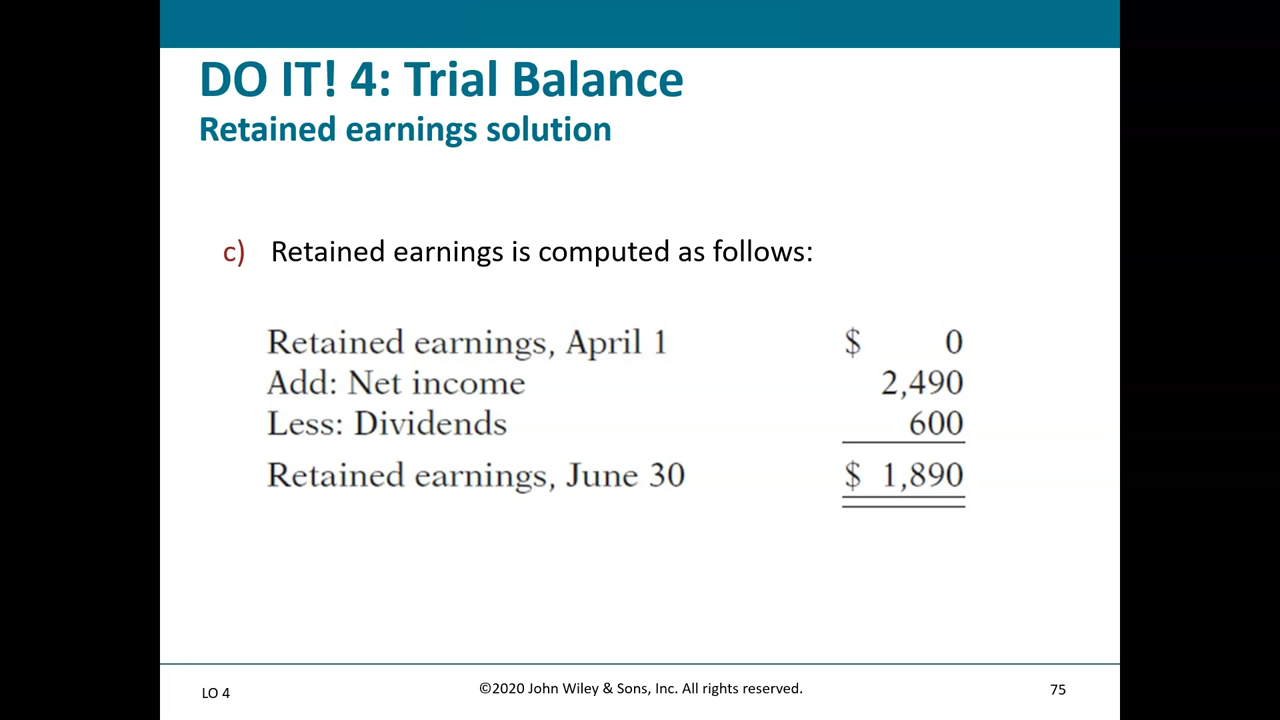 DO IT! 4: Trial Balance
Retained earnings solution
c) Retained earnings is computed as follows:
Retained earnings, April 1 $ 0
Add: Net income 2,490
Less: Dividends 600
Retained earnings, June 30 $ 1,890
LO 4 ©2020 John Wiley & Sons, Inc. All rights reserved. 75